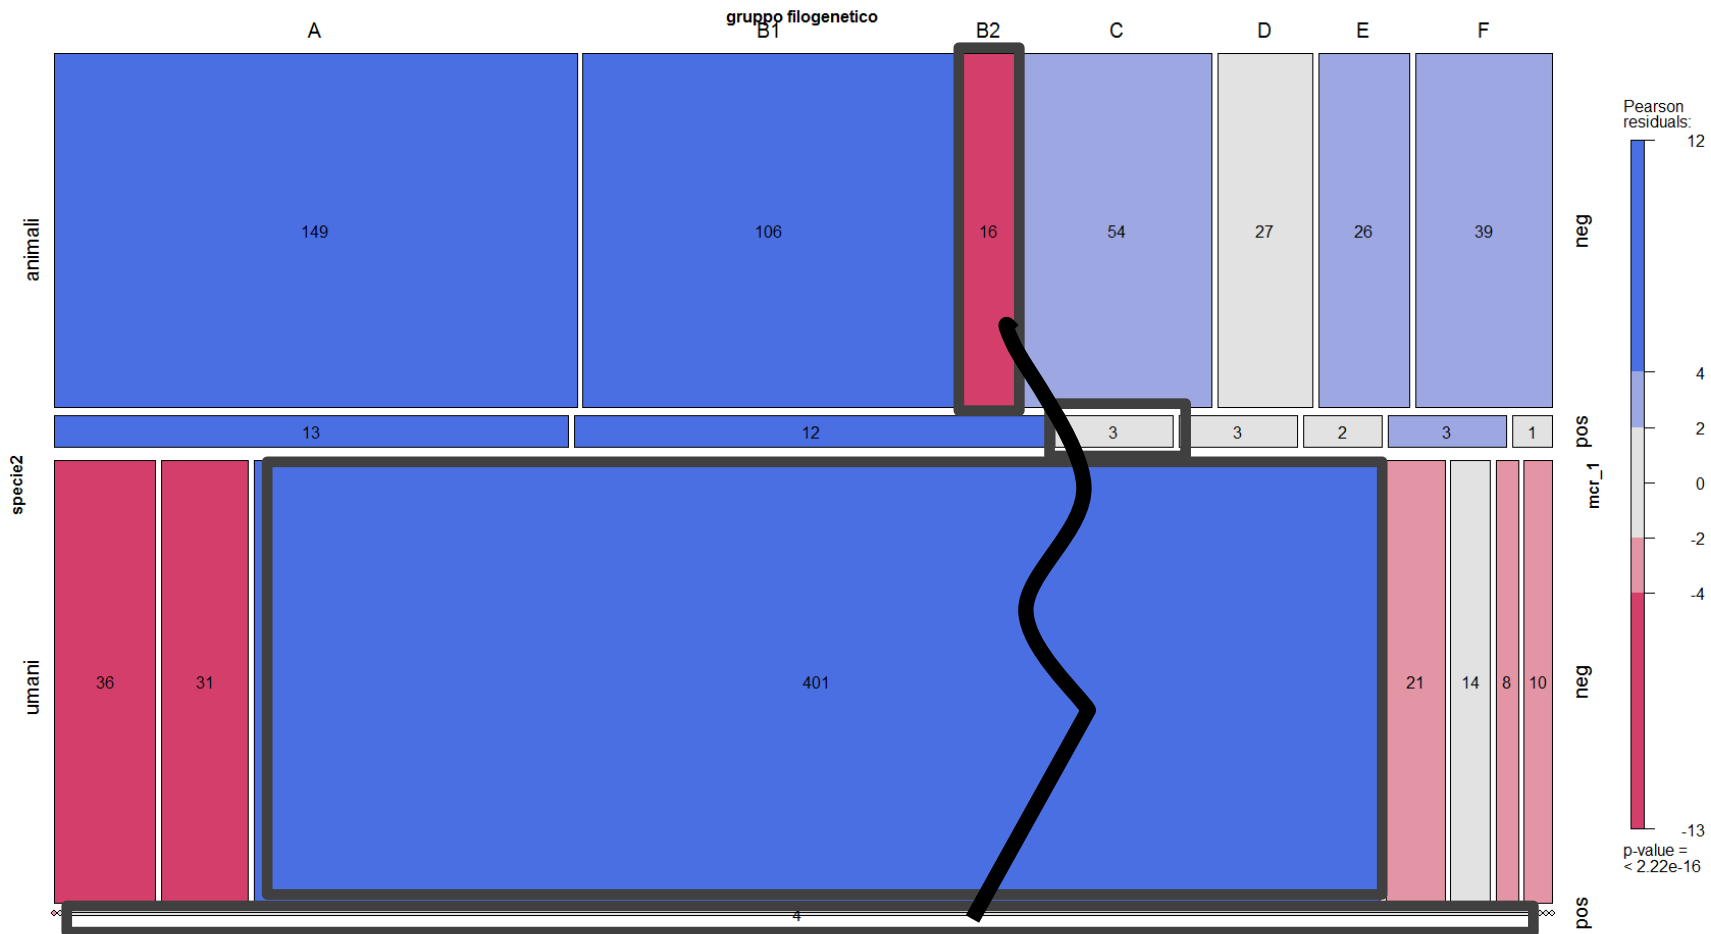 gruppo filogenetico
A B1 B2 C D E F
animali
149 106 16 54 27 26 39
neg
13 12 3 3 2 3 1
pos
specie2
mcr_1
umani
36 31 401 21 14 8 10
neg
4
pos
Pearson
residuals:
12
4
2
0
-2
-4
-13
p-value =
< 2.22e-16